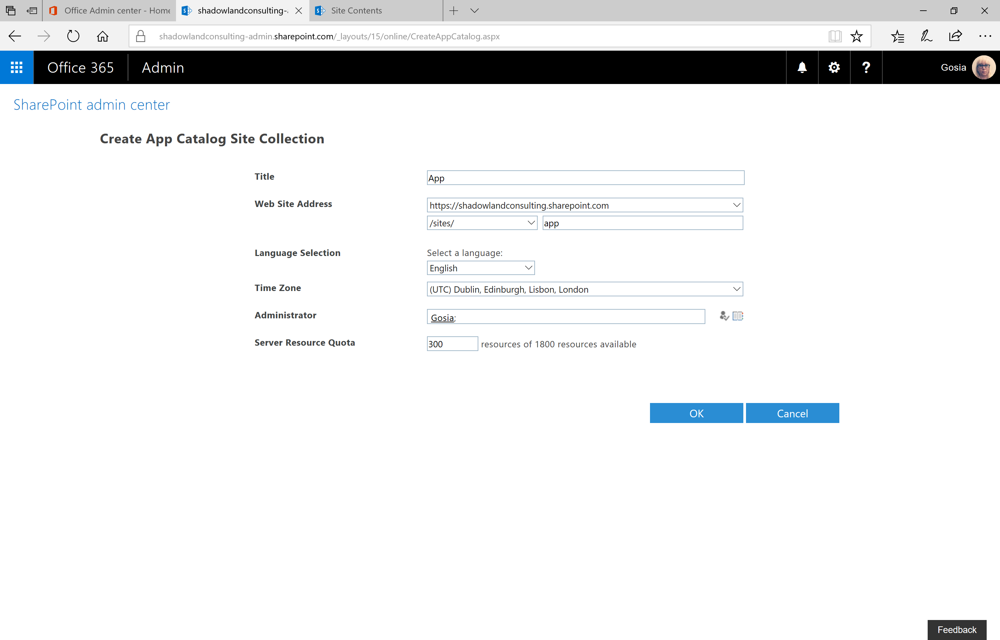 Office Admin center - Home
shadowlandconsulting-a
Site Contents
shadowlandconsulting-admin.sharepoint.com/_layouts/15/online/CreateAppCatalog.aspx
Office 365
Admin
?
Gosia
SharePoint admin center
Create App Catalog Site Collection
Title
App
Web Site Address
https://shadowlandconsulting.sharepoint.com
/sites/
app
Language Selection
Select a language:
English
Time Zone
(UTC) Dublin, Edinburgh, Lisbon, London
Administrator
Gosia;
Server Resource Quota
300
resources of 1800 resources available
OK
Cancel
Feedback